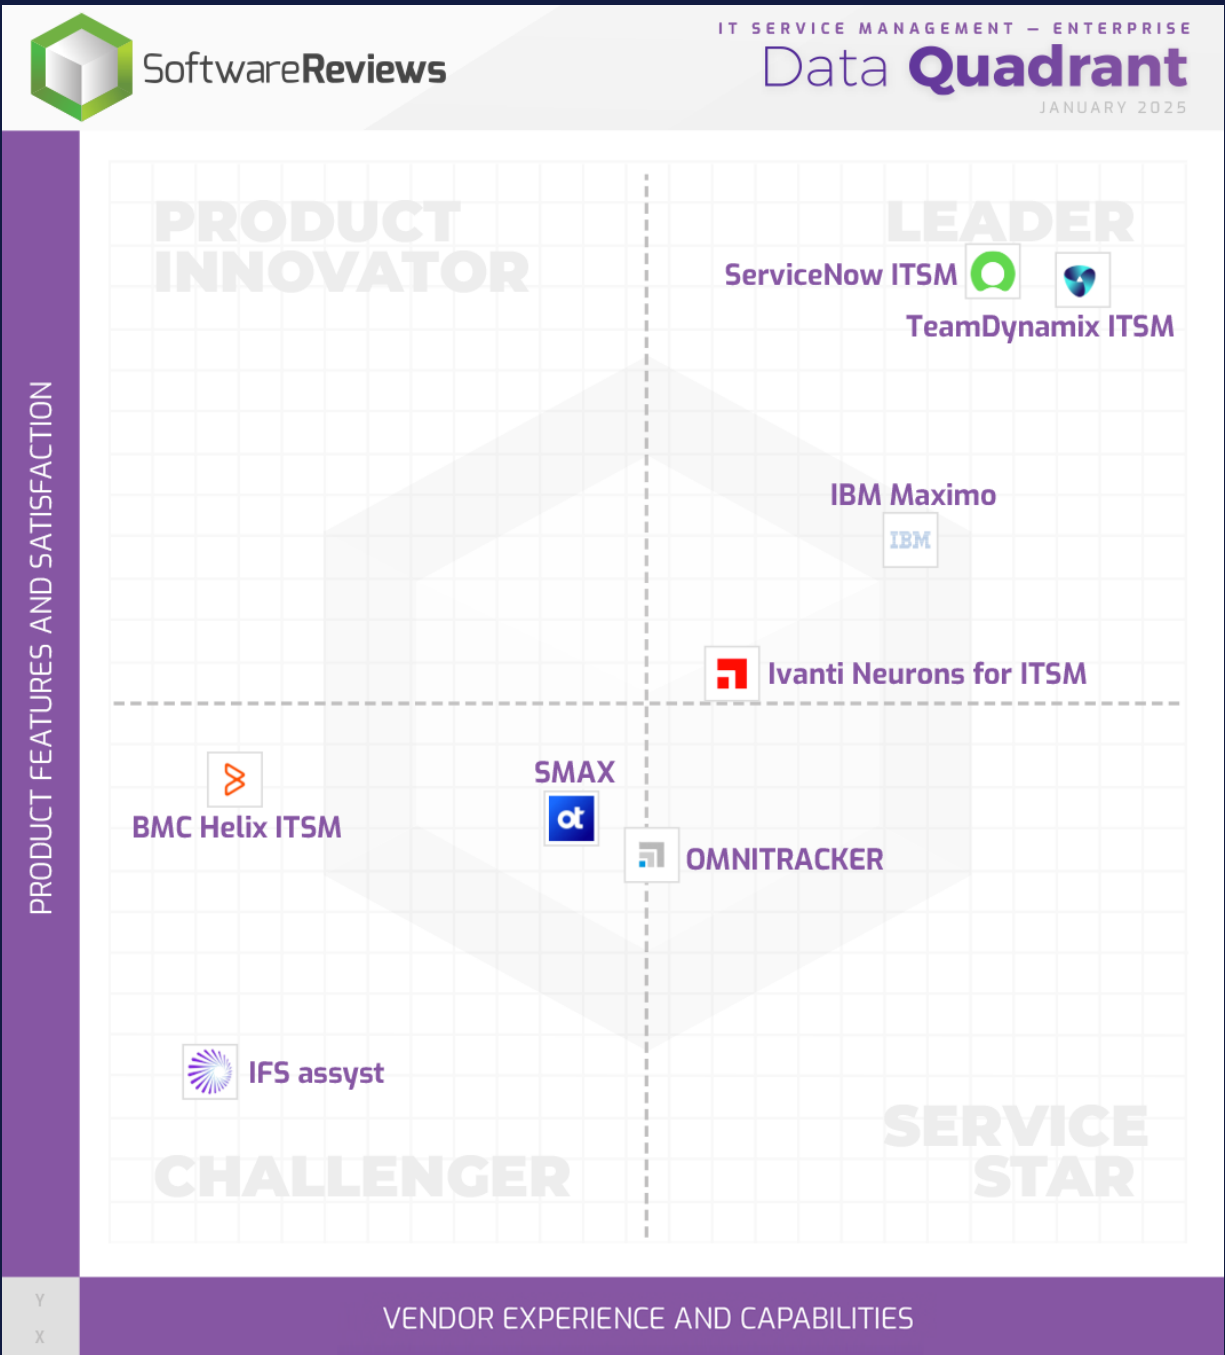 SoftwareReviews
IT SERVICE MANAGEMENT — ENTERPRISE
Data Quadrant
JANUARY 2025
PRODUCT FEATURES AND SATISFACTION
PRODUCT
INNOVATOR
LEADER
ServiceNow ITSM
TeamDynamix ITSM
IBM Maximo
IBM
Ivanti Neurons for ITSM
BMC Helix ITSM
SMAX
ot
OMNITRACKER
IFS assyst
CHALLENGER
SERVICE
STAR
Y
X
VENDOR EXPERIENCE AND CAPABILITIES